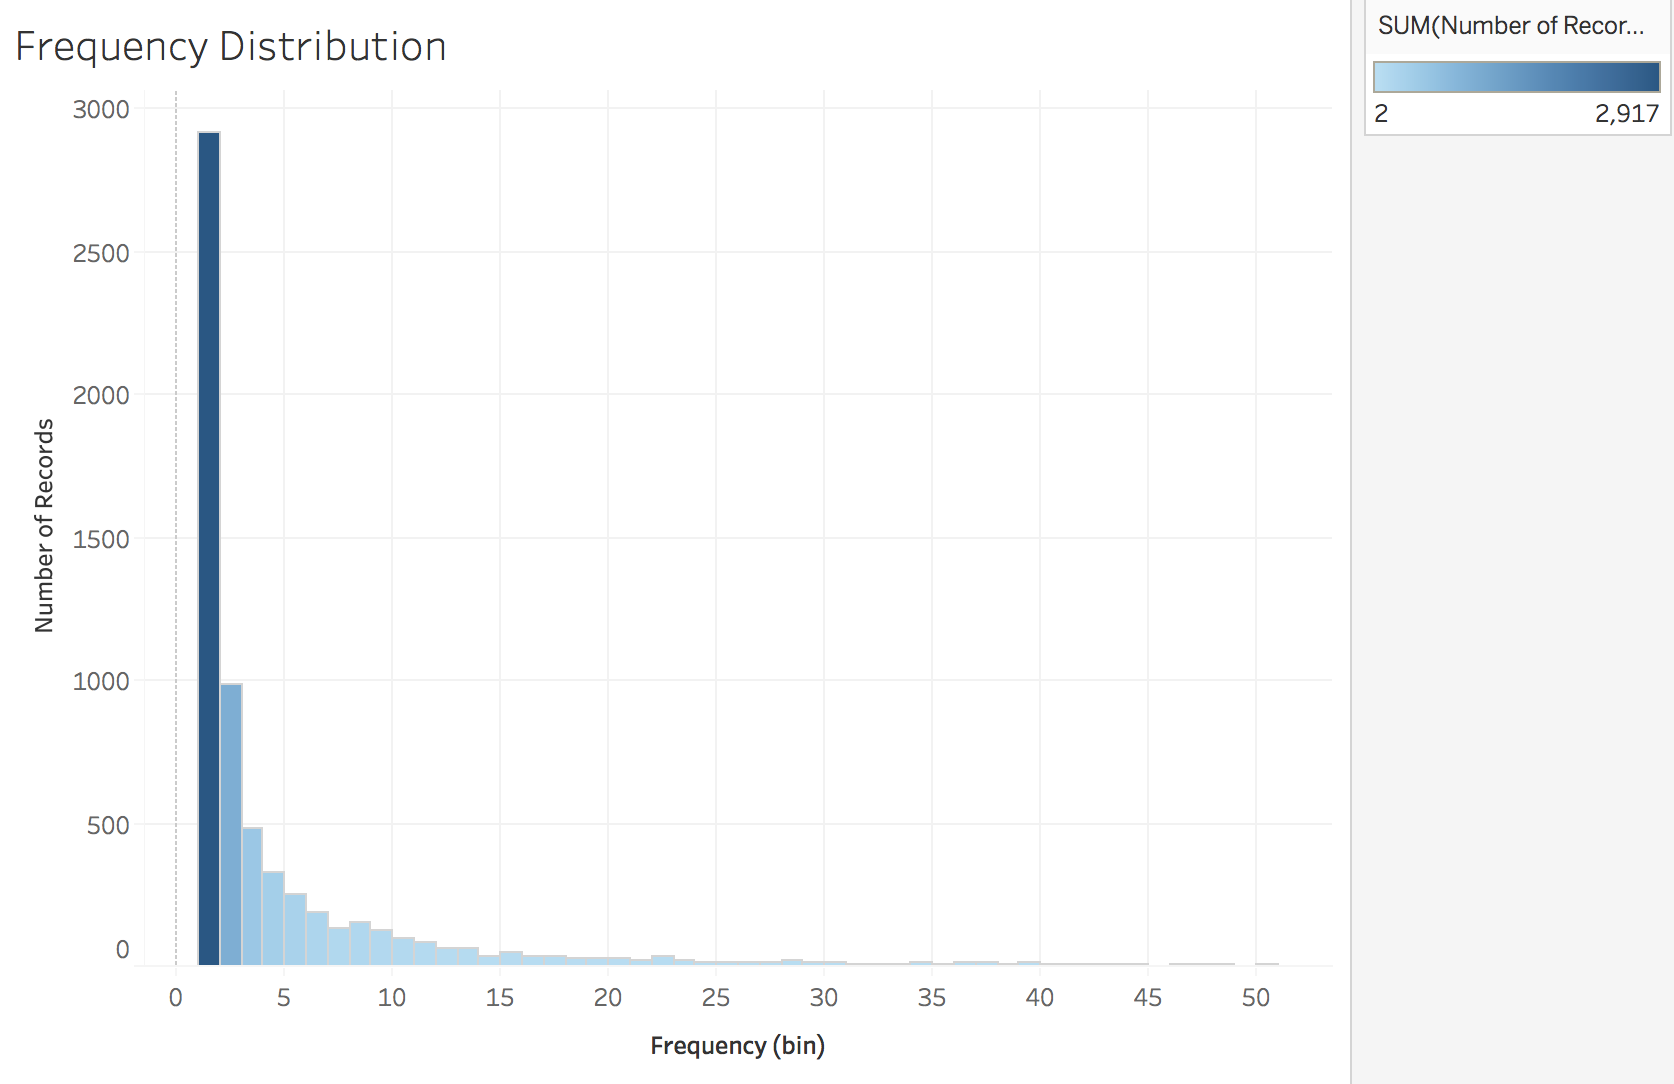 Frequency Distribution
SUM(Number of Recor...
2 2,917
3000
2500
2000
1500
1000
500
0
Number of Records
0 5 10 15 20 25 30 35 40 45 50
Frequency (bin)